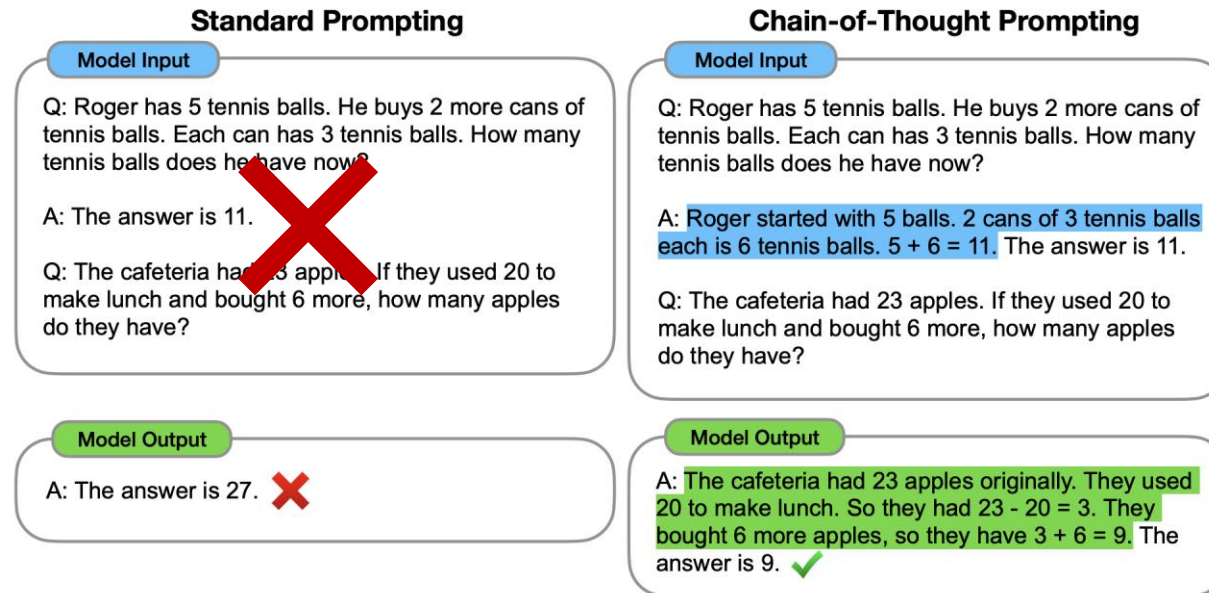 Standard Prompting
Model Input
Q: Roger has 5 tennis balls. He buys 2 more cans of
tennis balls. Each can has 3 tennis balls. How many
tennis balls does he have now?
A: The answer is 11.
Q: The cafeteria had 23 apples. If they used 20 to
make lunch and bought 6 more, how many apples
do they have?
Model Output
A: The answer is 27.
Chain-of-Thought Prompting
Model Input
Q: Roger has 5 tennis balls. He buys 2 more cans of
tennis balls. Each can has 3 tennis balls. How many
tennis balls does he have now?
A: Roger started with 5 balls. 2 cans of 3 tennis balls
each is 6 tennis balls. 5 + 6 = 11. The answer is 11.
Q: The cafeteria had 23 apples. If they used 20 to
make lunch and bought 6 more, how many apples
do they have?
Model Output
A: The cafeteria had 23 apples originally. They used
20 to make lunch. So they had 23 - 20 = 3. They
bought 6 more apples, so they have 3 + 6 = 9. The
answer is 9.